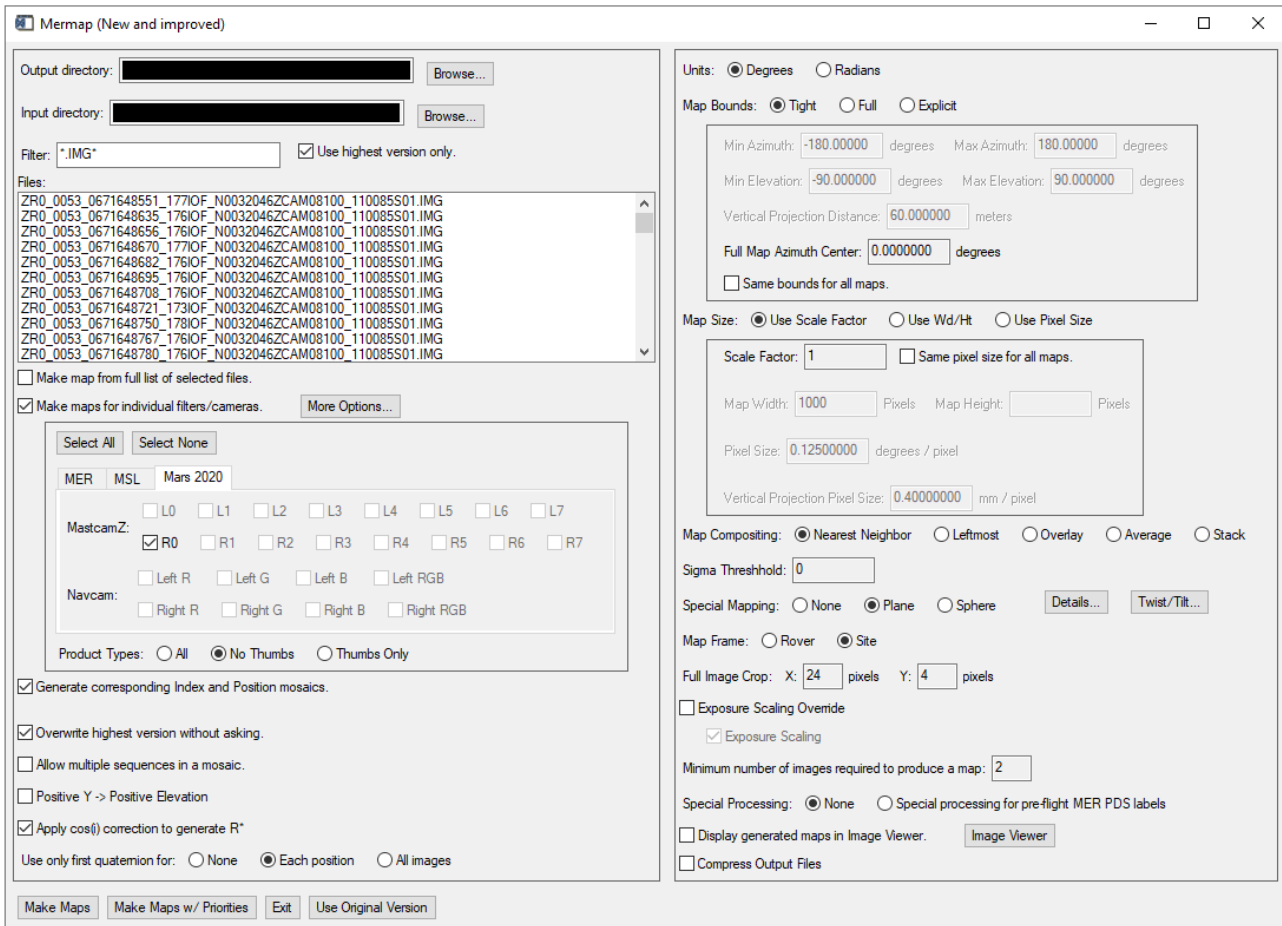 Mermap (New and improved)
Output directory: Browse...
Input directory: Browse...
Filter: *.IMG* Use highest version only.
Files:
ZR0_0053_0671648551_177IOF_N0032046ZCAM08100_110085S01.IMG
ZR0_0053_0671648635_176IOF_N0032046ZCAM08100_110085S01.IMG
ZR0_0053_0671648656_176IOF_N0032046ZCAM08100_110085S01.IMG
ZR0_0053_0671648670_177IOF_N0032046ZCAM08100_110085S01.IMG
ZR0_0053_0671648682_176IOF_N0032046ZCAM08100_110085S01.IMG
ZR0_0053_0671648695_176IOF_N0032046ZCAM08100_110085S01.IMG
ZR0_0053_0671648708_176IOF_N0032046ZCAM08100_110085S01.IMG
ZR0_0053_0671648721_173IOF_N0032046ZCAM08100_110085S01.IMG
ZR0_0053_0671648750_178IOF_N0032046ZCAM08100_110085S01.IMG
ZR0_0053_0671648767_176IOF_N0032046ZCAM08100_110085S01.IMG
ZR0_0053_0671648780_176IOF_N0032046ZCAM08100_110085S01.IMG
Make map from full list of selected files.
Make maps for individual filters/cameras. More Options...
Select All Select None
MER MSL Mars 2020
MastcamZ:
L0 L1 L2 L3 L4 L5 L6 L7
R0 R1 R2 R3 R4 R5 R6 R7
Navcam:
Left R Left G Left B Left RGB
Right R Right G Right B Right RGB
Product Types: All No Thumbs Thumbs Only
Generate corresponding Index and Position mosaics.
Overwrite highest version without asking.
Allow multiple sequences in a mosaic.
Positive Y -> Positive Elevation
Apply cos(i) correction to generate R*
Use only first quaternion for: None Each position All images
Make Maps Make Maps w/ Priorities Exit Use Original Version
Units: Degrees Radians
Map Bounds: Tight Full Explicit
Min Azimuth: -180.00000 degrees Max Azimuth: 180.00000 degrees
Min Elevation: -90.000000 degrees Max Elevation: 90.000000 degrees
Vertical Projection Distance: 60.000000 meters
Full Map Azimuth Center: 0.0000000 degrees
Same bounds for all maps.
Map Size: Use Scale Factor Use Wd/Ht Use Pixel Size
Scale Factor: 1 Same pixel size for all maps.
Map Width: 1000 Pixels Map Height: Pixels
Pixel Size: 0.12500000 degrees / pixel
Vertical Projection Pixel Size: 0.40000000 mm / pixel
Map Compositing: Nearest Neighbor Leftmost Overlay Average Stack
Sigma Threshhold: 0
Special Mapping: None Plane Sphere Details... Twist/Tilt...
Map Frame: Rover Site
Full Image Crop: X: 24 pixels Y: 4 pixels
Exposure Scaling Override
Exposure Scaling
Minimum number of images required to produce a map: 2
Special Processing: None Special processing for pre-flight MER PDS labels
Display generated maps in Image Viewer. Image Viewer
Compress Output Files